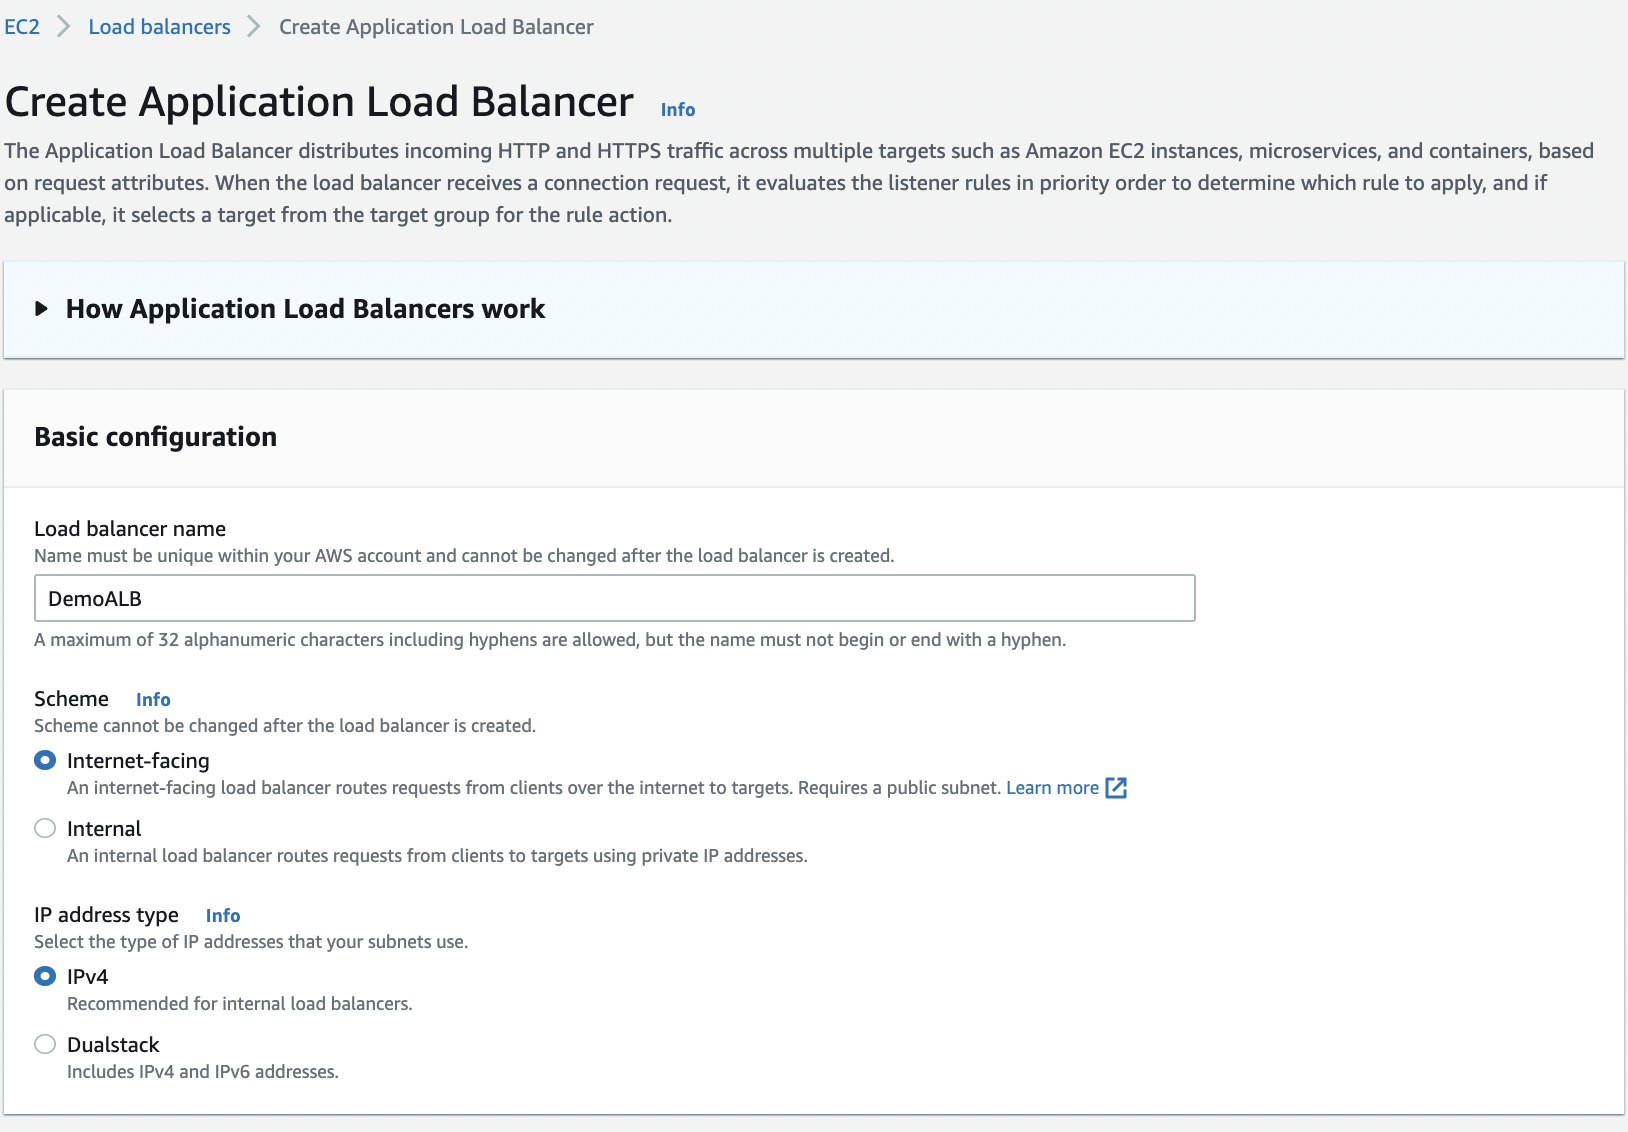 EC2 > Load balancers > Create Application Load Balancer
Create Application Load Balancer Info
The Application Load Balancer distributes incoming HTTP and HTTPS traffic across multiple targets such as Amazon EC2 instances, microservices, and containers, based
on request attributes. When the load balancer receives a connection request, it evaluates the listener rules in priority order to determine which rule to apply, and if
applicable, it selects a target from the target group for the rule action.
How Application Load Balancers work
Basic configuration
Load balancer name
Name must be unique within your AWS account and cannot be changed after the load balancer is created.
DemoALB
A maximum of 32 alphanumeric characters including hyphens are allowed, but the name must not begin or end with a hyphen.
Scheme Info
Scheme cannot be changed after the load balancer is created.
Internet-facing
An internet-facing load balancer routes requests from clients over the internet to targets. Requires a public subnet. Learn more
Internal
An internal load balancer routes requests from clients to targets using private IP addresses.
IP address type Info
Select the type of IP addresses that your subnets use.
IPv4
Recommended for internal load balancers.
Dualstack
Includes IPv4 and IPv6 addresses.